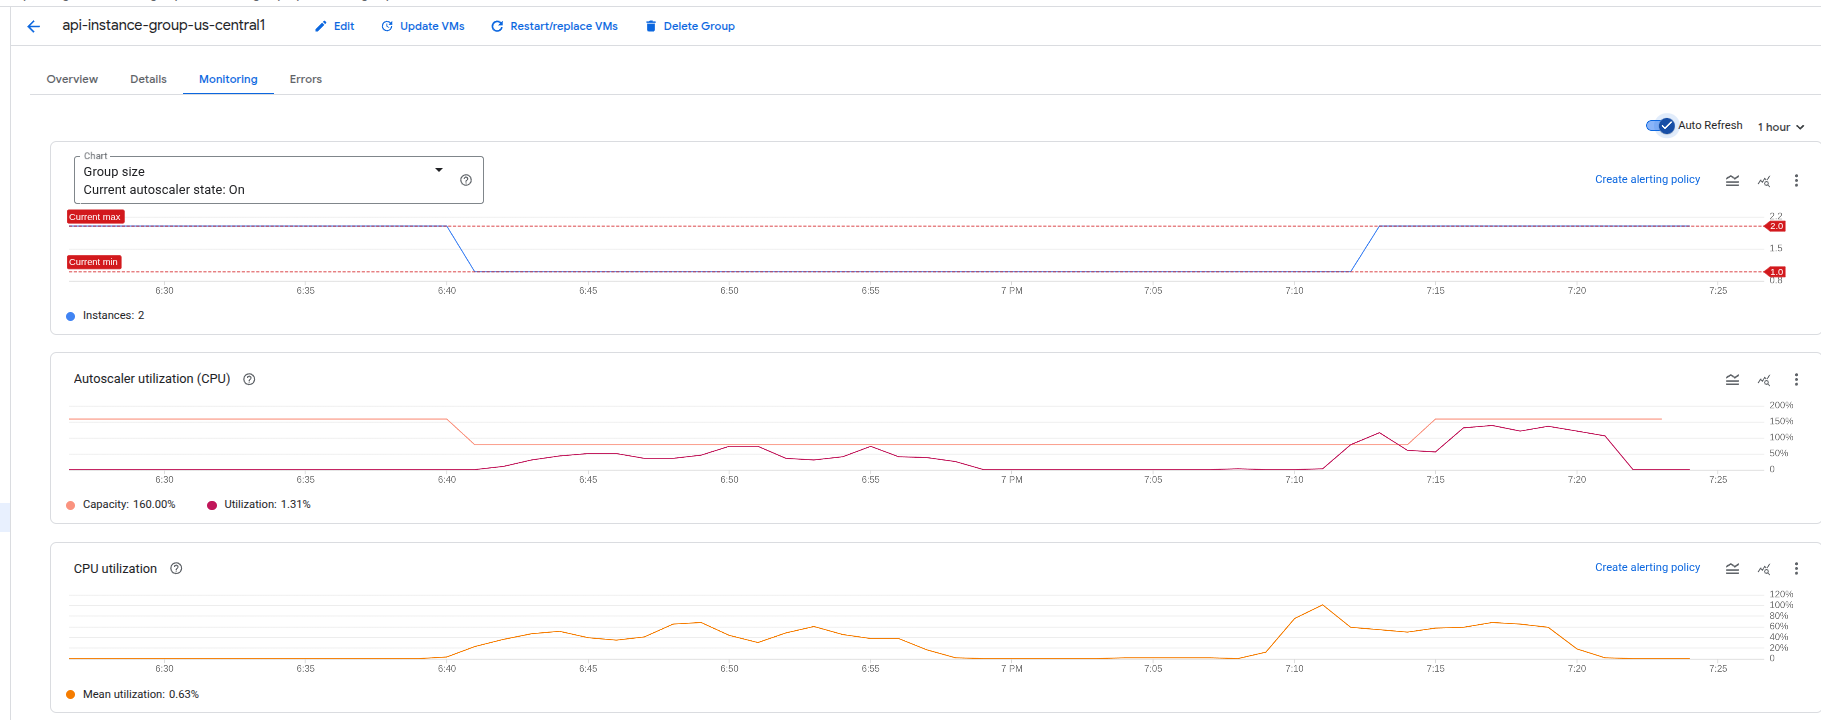 api-instance-group-us-central1 Edit Update VMs Restart/replace VMs Delete Group
Overview Details Monitoring Errors
Auto Refresh 1 hour
Chart
Group size
Current autoscaler state: On
Create alerting policy
Current max
2.2
2.0
1.5
Current min
1.0
0.8
6:30 6:35 6:40 6:45 6:50 6:55 7 PM 7:05 7:10 7:15 7:20 7:25
Instances: 2
Autoscaler utilization (CPU)
200%
150%
100%
50%
0
6:30 6:35 6:40 6:45 6:50 6:55 7 PM 7:05 7:10 7:15 7:20 7:25
Capacity: 160.00% Utilization: 1.31%
CPU utilization
Create alerting policy
120%
100%
80%
60%
40%
20%
0
6:30 6:35 6:40 6:45 6:50 6:55 7 PM 7:05 7:10 7:15 7:20 7:25
Mean utilization: 0.63%